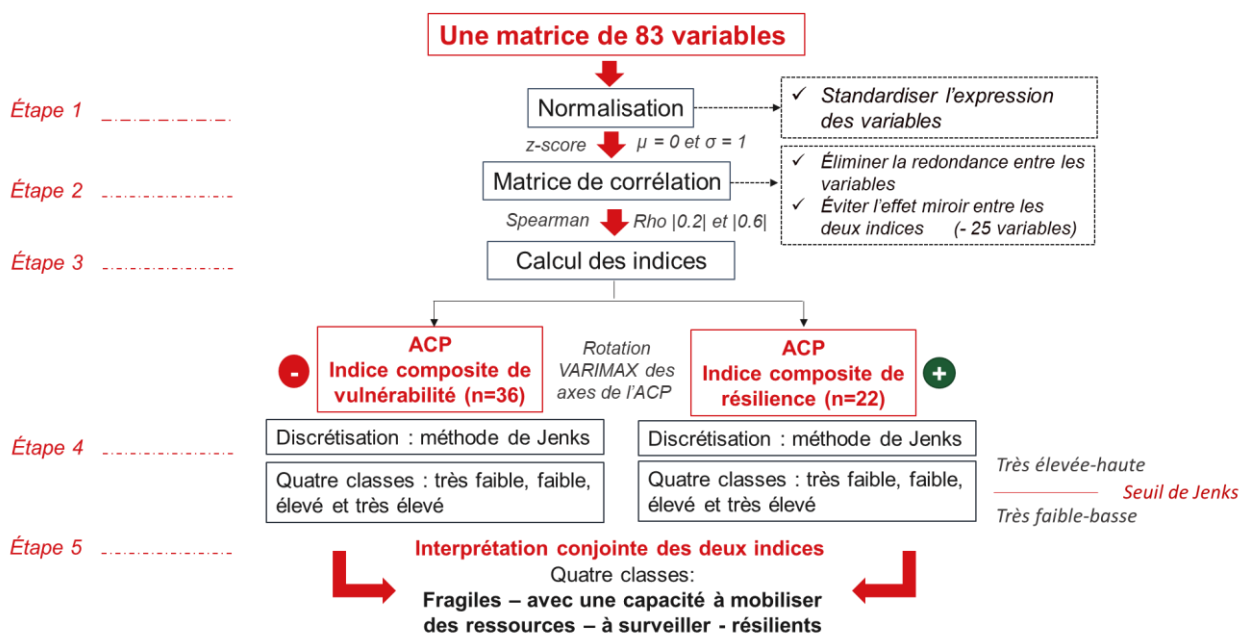 Une matrice de 83 variables
Étape 1
Normalisation
✓ Standardiser l'expression
des variables
z-score
μ = 0 et σ = 1
Étape 2
Matrice de corrélation
✓ Éliminer la redondance entre les
variables
✓ Éviter l'effet miroir entre les
deux indices (- 25 variables)
Spearman
Rho |0.2| et |0.6|
Étape 3
Calcul des indices
-
ACP
Indice composite de
vulnérabilité (n=36)
Rotation
VARIMAX des
axes de l'ACP
ACP
Indice composite de
résilience (n=22)
+
Étape 4
Discrétisation : méthode de Jenks
Quatre classes : très faible, faible,
élevé et très élevé
Discrétisation : méthode de Jenks
Quatre classes : très faible, faible,
élevé et très élevé
Très élevée-haute
Seuil de Jenks
Très faible-basse
Étape 5
Interprétation conjointe des deux indices
Quatre classes:
Fragiles – avec une capacité à mobiliser
des ressources – à surveiller - résilients